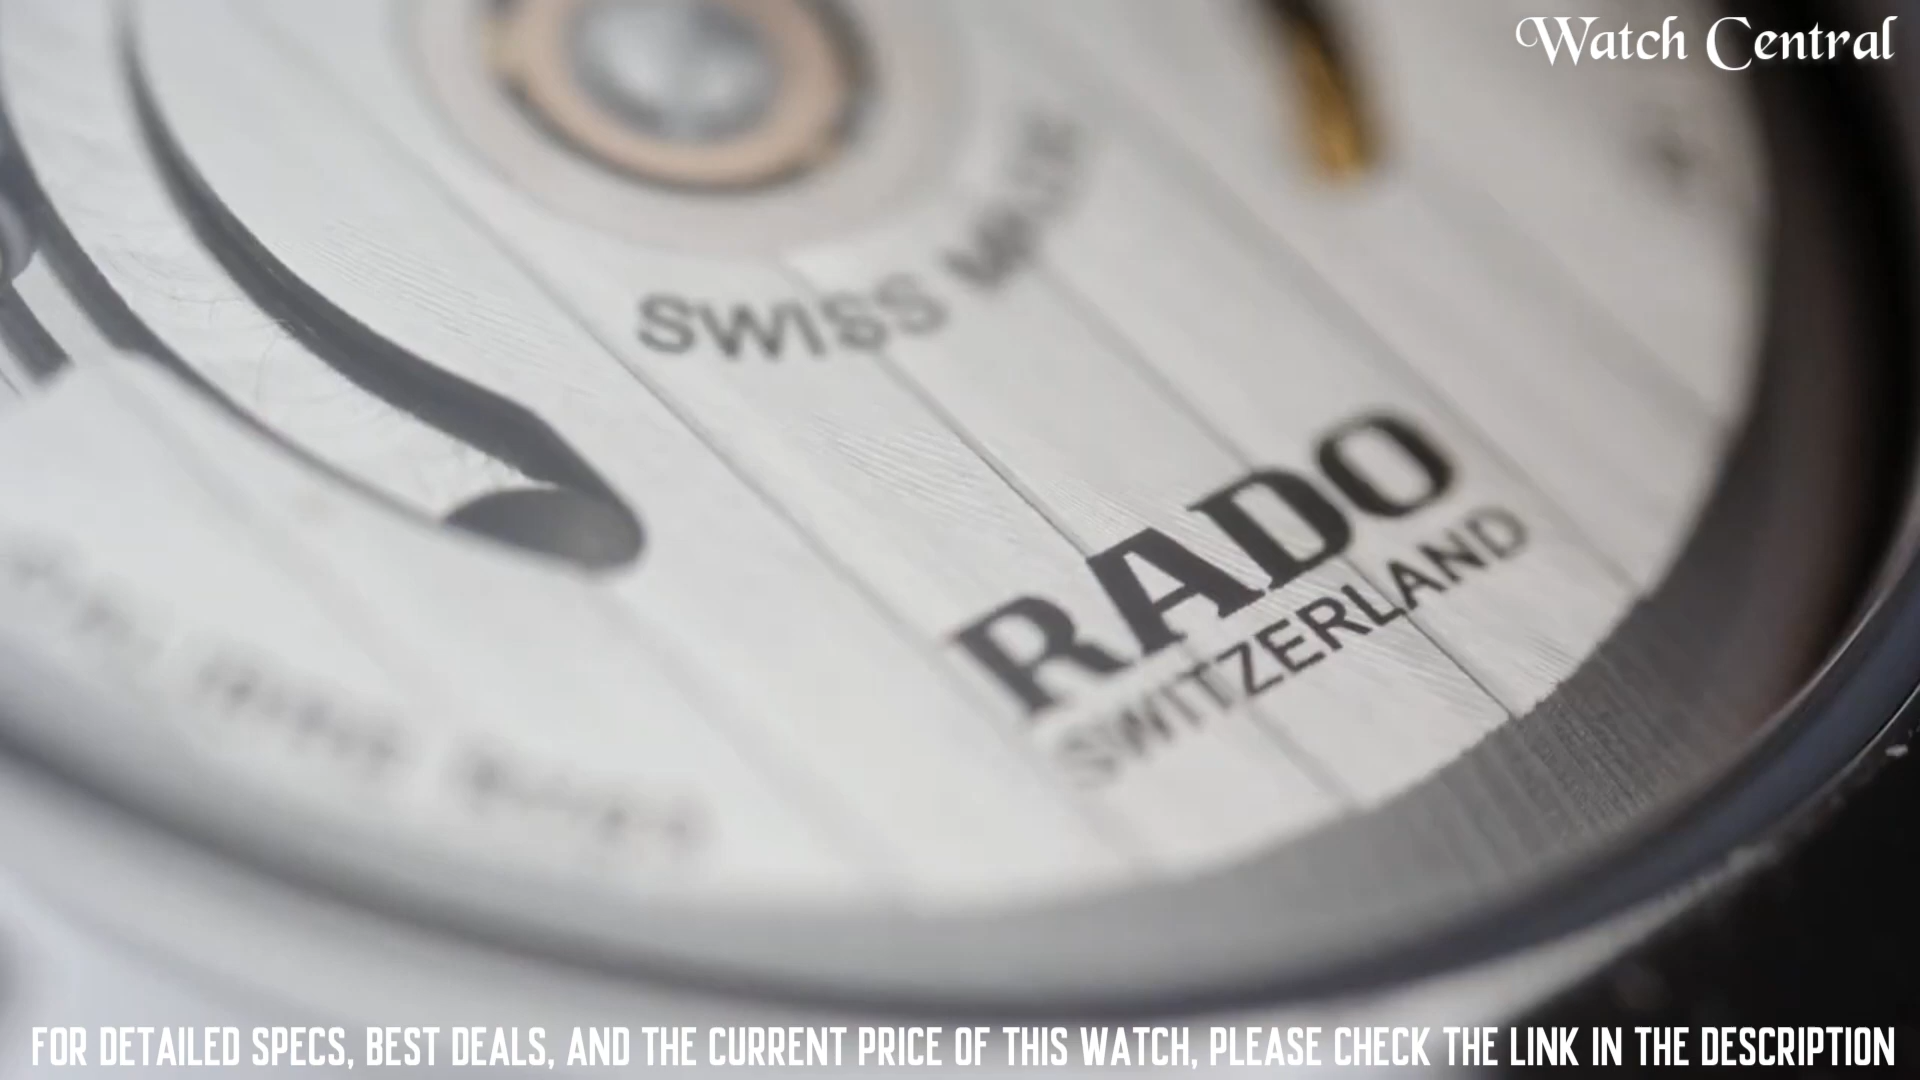 Watch Central
SWISS MADE
RADO
SWITZERLAND
FOR DETAILED SPECS, BEST DEALS, AND THE CURRENT PRICE OF THIS WATCH, PLEASE CHECK THE LINK IN THE DESCRIPTION